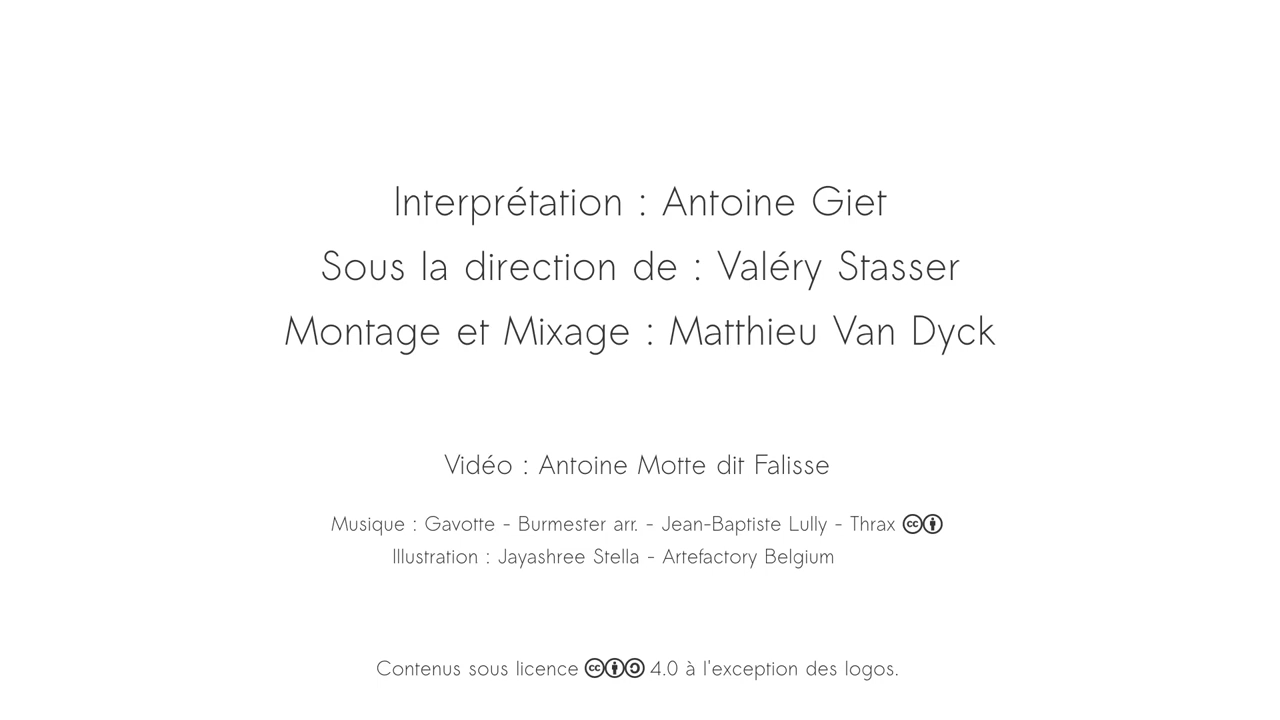 Interprétation : Antoine Giet
Sous la direction de : Valéry Stasser
Montage et Mixage : Matthieu Van Dyck
Vidéo : Antoine Motte dit Falisse
Musique : Gavotte - Burmester arr. - Jean-Baptiste Lully - Thrax
Illustration : Jayashree Stella - Artefactory Belgium
Contenus sous licence 4.0 à l'exception des logos.